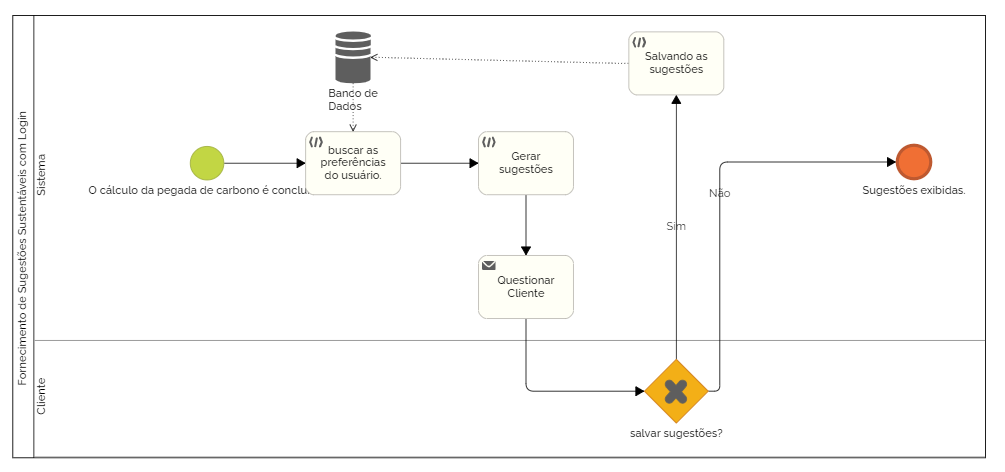 Fornecimento de Sugestões Sustentáveis com Login
Sistema
Cliente
Banco de
Dados
Salvando as
sugestões
O cálculo da pegada de carbono é
buscar as
preferências
do usuário.
Gerar
sugestões
Questionar
Cliente
Sim
Não
Sugestões exibidas.
salvar sugestões?